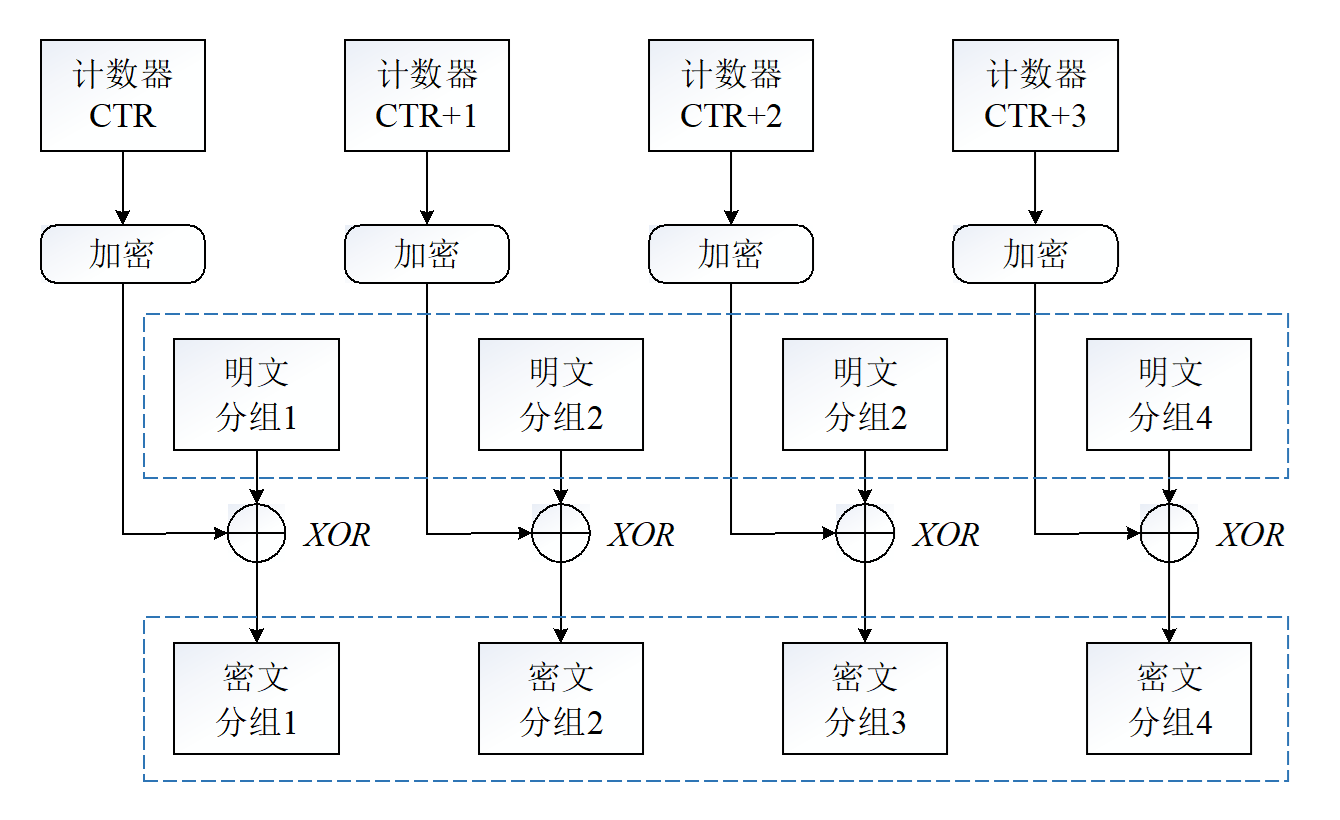 计数器
CTR
计数器
CTR+1
计数器
CTR+2
计数器
CTR+3
加密
加密
加密
加密
明文
分组1
明文
分组2
明文
分组2
明文
分组4
XOR
XOR
XOR
XOR
密文
分组1
密文
分组2
密文
分组3
密文
分组4